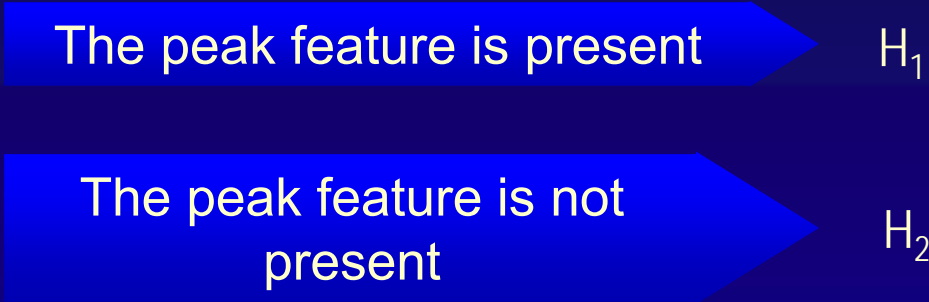 The peak feature is present H₁
The peak feature is not
present
H₂